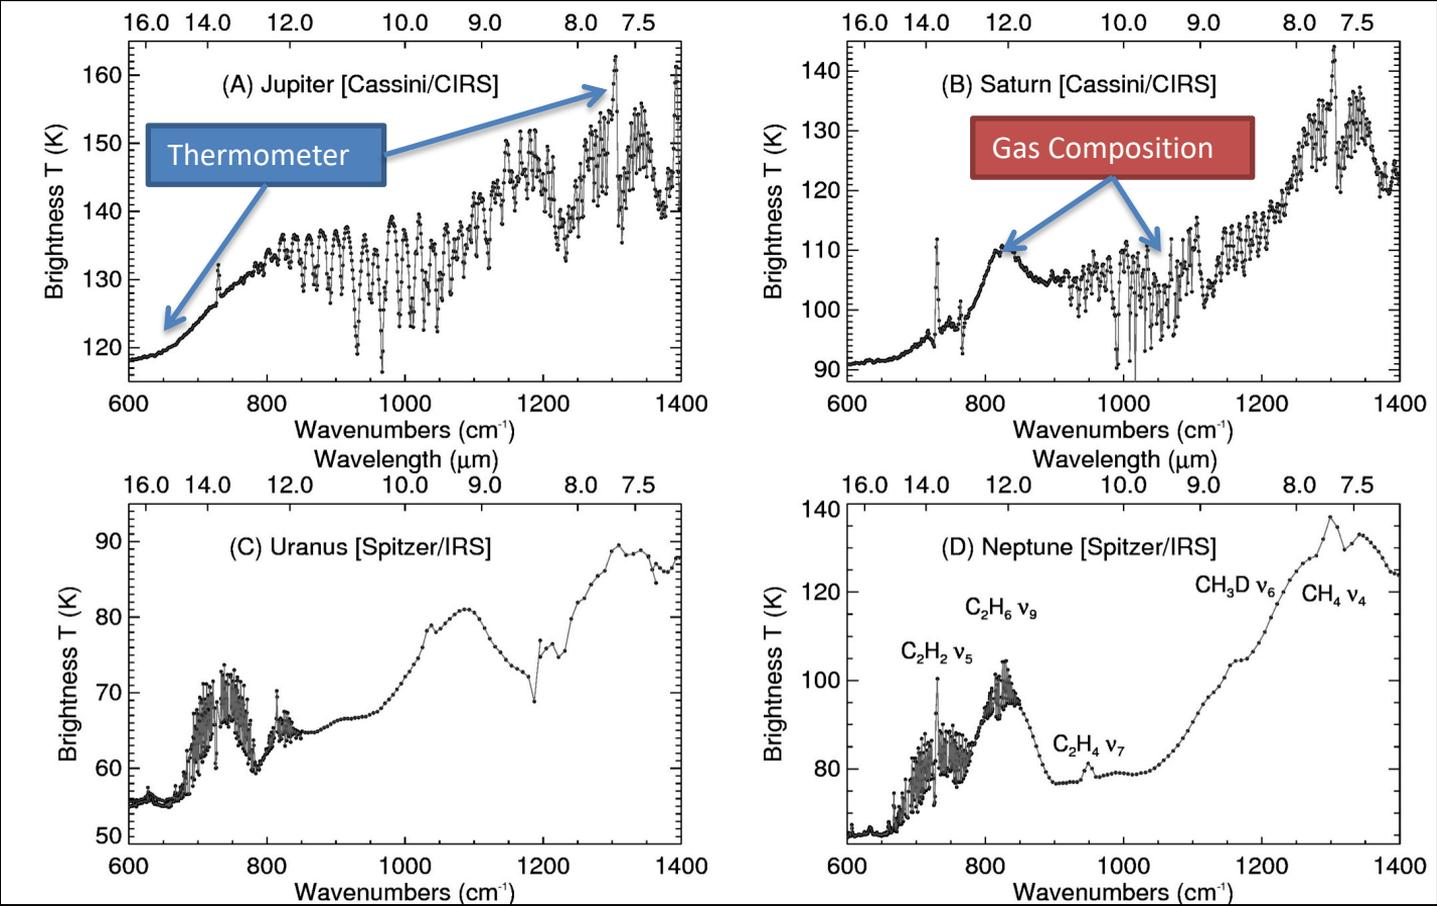 16.0 14.0 12.0 10.0 9.0 8.0 7.5
(A) Jupiter [Cassini/CIRS]
Thermometer
Brightness T (K)
160
150
140
130
120
600 800 1000 1200 1400
Wavenumbers (cm⁻¹)
16.0 14.0 12.0 10.0 9.0 8.0 7.5
(B) Saturn [Cassini/CIRS]
Gas Composition
Brightness T (K)
140
130
120
110
100
90
600 800 1000 1200 1400
Wavenumbers (cm⁻¹)
Wavelength (μm)
16.0 14.0 12.0 10.0 9.0 8.0 7.5
(C) Uranus [Spitzer/IRS]
Brightness T (K)
90
80
70
60
50
600 800 1000 1200 1400
Wavenumbers (cm⁻¹)
Wavelength (μm)
16.0 14.0 12.0 10.0 9.0 8.0 7.5
(D) Neptune [Spitzer/IRS]
Brightness T (K)
140
120
100
80
CH₃D ν₆
CH₄ ν₄
C₂H₆ ν₉
C₂H₂ ν₅
C₂H₄ ν₇
600 800 1000 1200 1400
Wavenumbers (cm⁻¹)